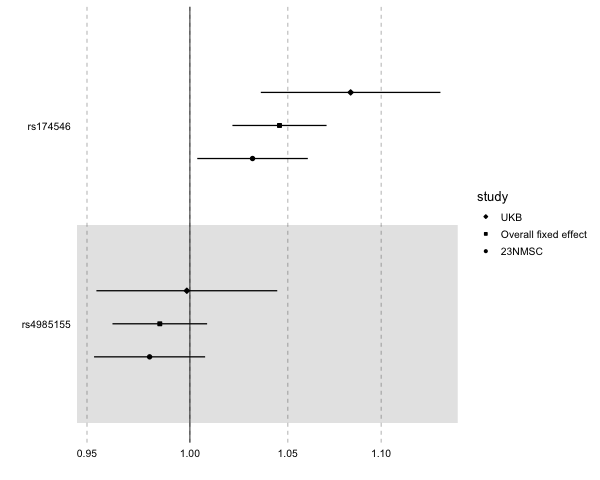 rs174546
rs4985155
0.95 1.00 1.05 1.10
study
UKB
Overall fixed effect
23NMSC